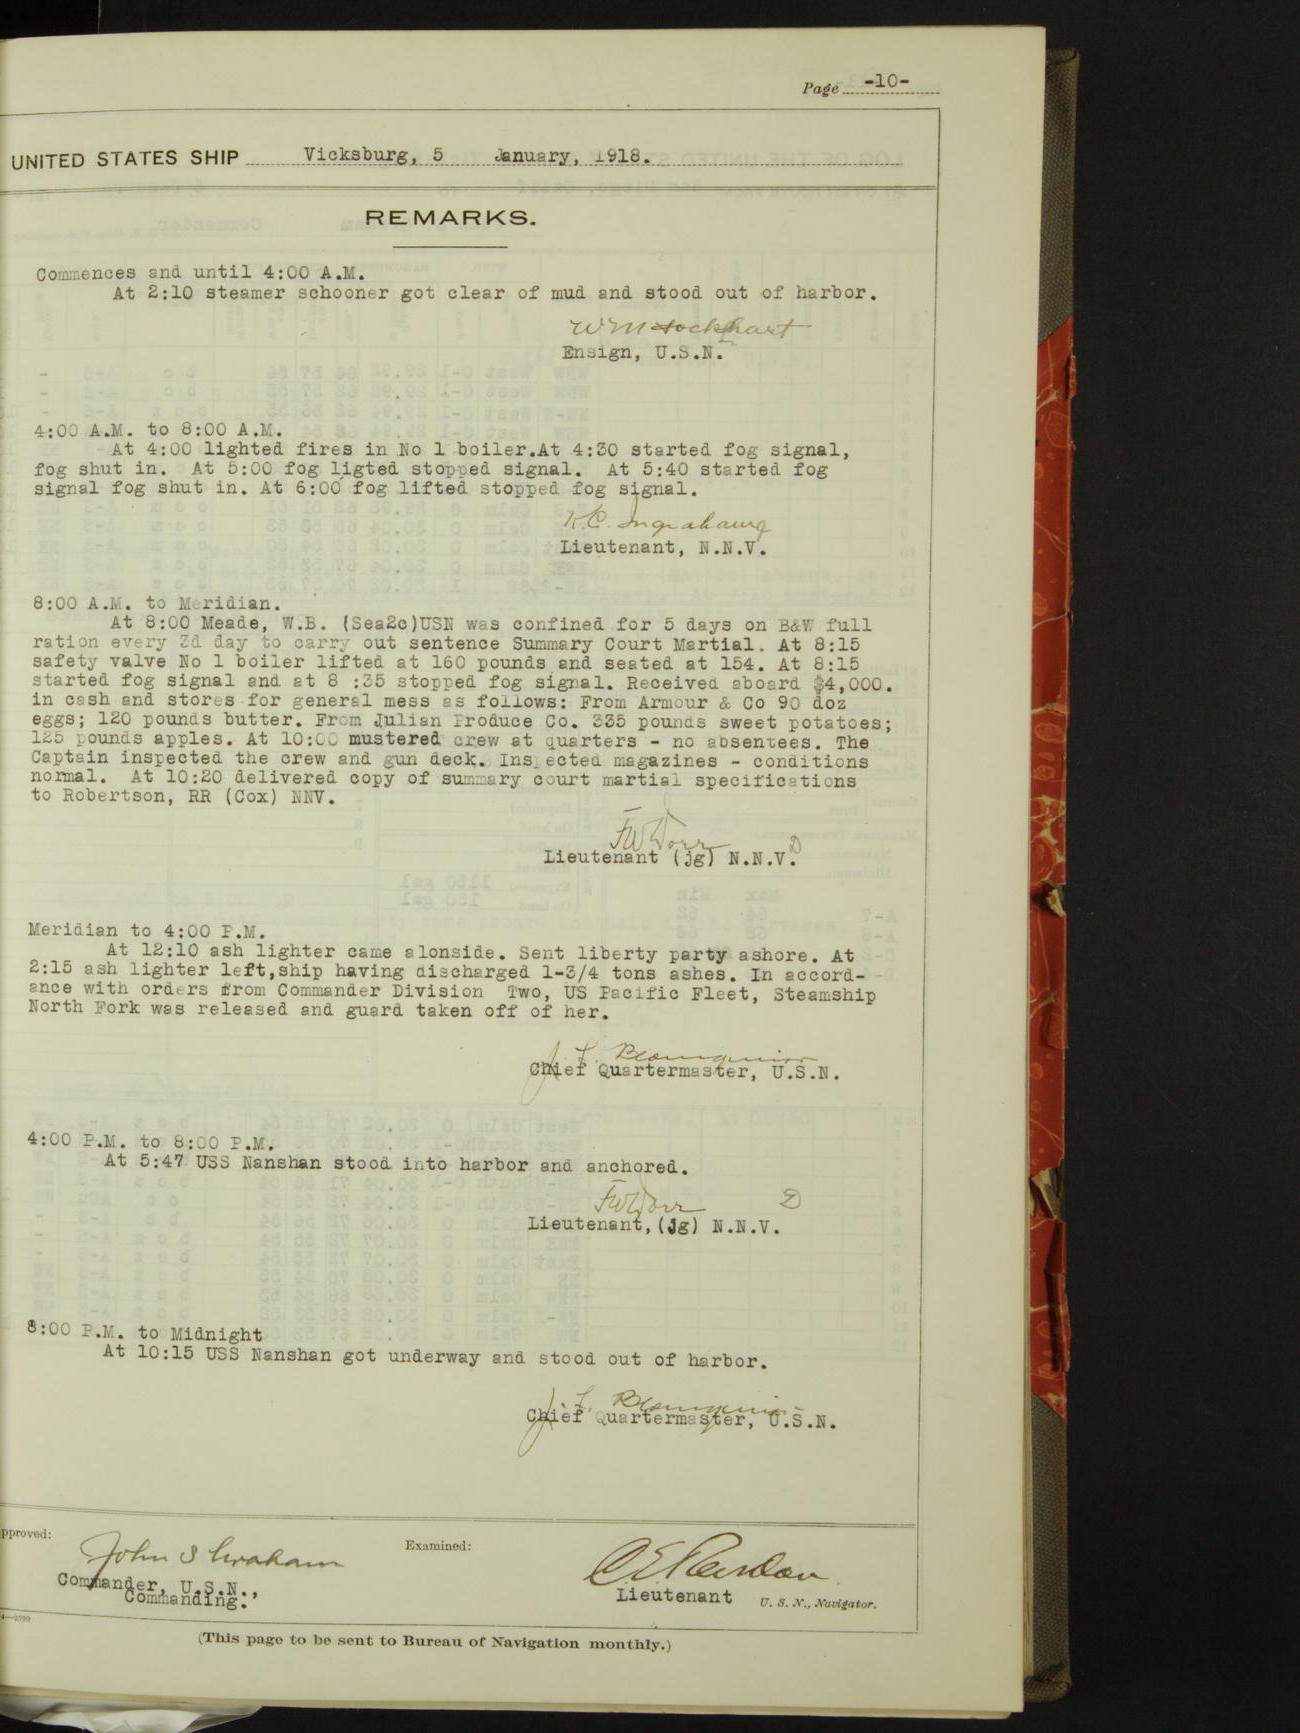 Page -10-
UNITED STATES SHIP Vicksburg, 5 January, 1918.
REMARKS.
Commences and until 4:00 A.M.
At 2:10 steamer schooner got clear of mud and stood out of harbor.
WM Lockhart
Ensign, U.S.N.
4:00 A.M. to 8:00 A.M.
At 4:00 lighted fires in No 1 boiler.At 4:30 started fog signal,
fog shut in. At 5:00 fog ligted stopped signal. At 5:40 started fog
signal fog shut in. At 6:00 fog lifted stopped fog signal.
K.C. Ingraham
Lieutenant, N.N.V.
8:00 A.M. to Meridian.
At 8:00 Meade, W.B. (Sea2c)USN was confined for 5 days on B&W full
ration every 3d day to carry out sentence Summary Court Martial. At 8:15
safety valve No 1 boiler lifted at 160 pounds and seated at 154. At 8:15
started fog signal and at 8 :35 stopped fog signal. Received aboard $4,000.
in cash and stores for general mess as follows: From Armour & Co 90 doz
eggs; 120 pounds butter. From Julian Produce Co. 335 pounds sweet potatoes;
125 pounds apples. At 10:00 mustered crew at quarters - no absentees. The
Captain inspected the crew and gun deck. Inspected magazines - conditions
normal. At 10:20 delivered copy of summary court martial specifications
to Robertson, RR (Cox) NNV.
FW Dorr
Lieutenant (jg) N.N.V. D
Meridian to 4:00 P.M.
At 12:10 ash lighter came alonside. Sent liberty party ashore. At
2:15 ash lighter left,ship having discharged 1-3/4 tons ashes. In accord-
ance with orders from Commander Division Two, US Pacific Fleet, Steamship
North Fork was released and guard taken off of her.
J. F.
Chief Quartermaster, U.S.N.
4:00 P.M. to 8:00 P.M.
At 5:47 USS Nanshan stood into harbor and anchored.
FW Dorr D
Lieutenant,(jg) N.N.V.
8:00 P.M. to Midnight
At 10:15 USS Nanshan got underway and stood out of harbor.
J. F.
Chief Quartermaster, U.S.N.
pproved:
John S Graham
Commander, U.S.N.,
Commanding.
Examined:
Lieutenant U. S. N., Navigator.
(This page to be sent to Bureau of Navigation monthly.)